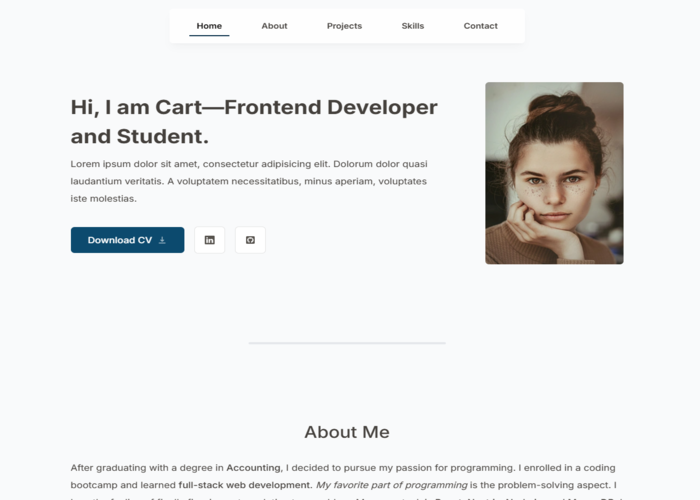 Home About Projects Skills Contact
Hi, I am Cart—Frontend Developer
and Student.
Lorem ipsum dolor sit amet, consectetur adipisicing elit. Dolorum dolor quasi
laudantium veritatis. A voluptatem necessitatibus, minus aperiam, voluptates
iste molestias.
Download CV
in
About Me
After graduating with a degree in Accounting, I decided to pursue my passion for programming. I enrolled in a coding
bootcamp and learned full-stack web development. My favorite part of programming is the problem-solving aspect. I